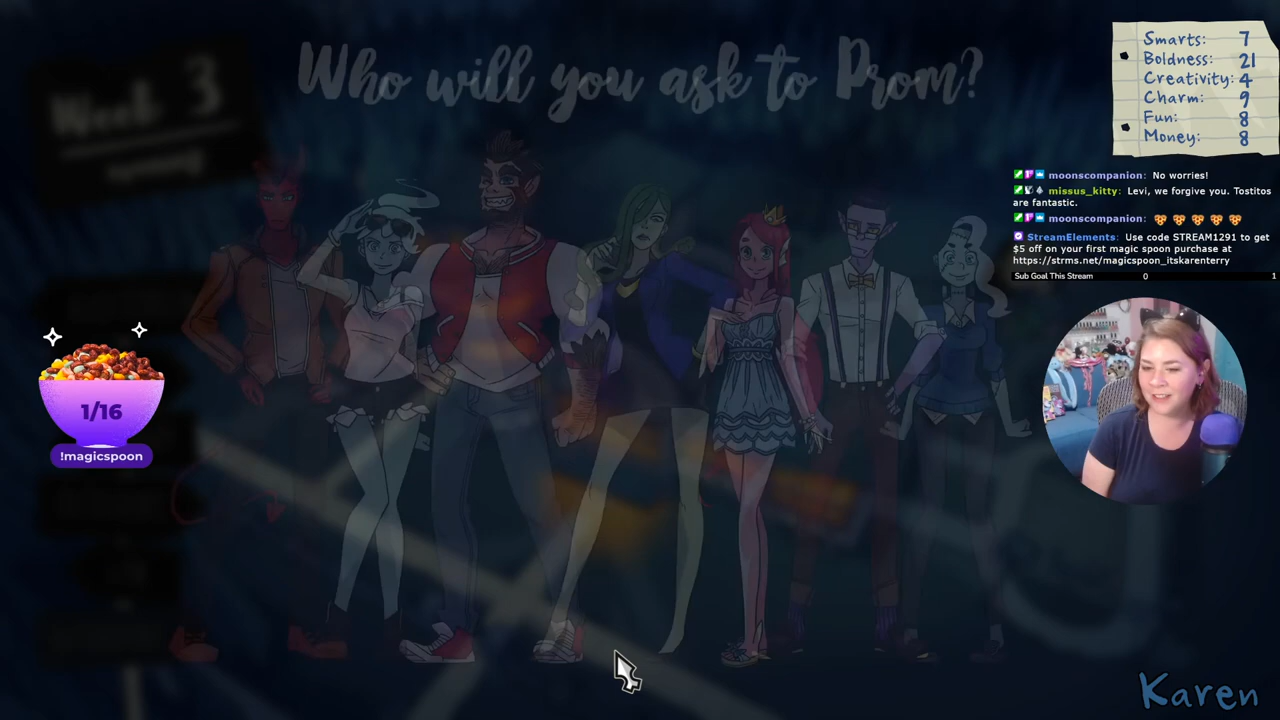 Who will you ask to Prom?
Week 3
Smarts: 7
Boldness: 21
Creativity: 4
Charm: 9
Fun: 8
Money: 8
moonscompanion: No worries!
missus_kitty: Levi, we forgive you. Tostitos
are fantastic.
moonscompanion:
StreamElements: Use code STREAM1291 to get
$5 off on your first magic spoon purchase at
https://strms.net/magicspoon_itskarenterry
Sub Goal This Stream 0 1
1/16
!magicspoon
Karen